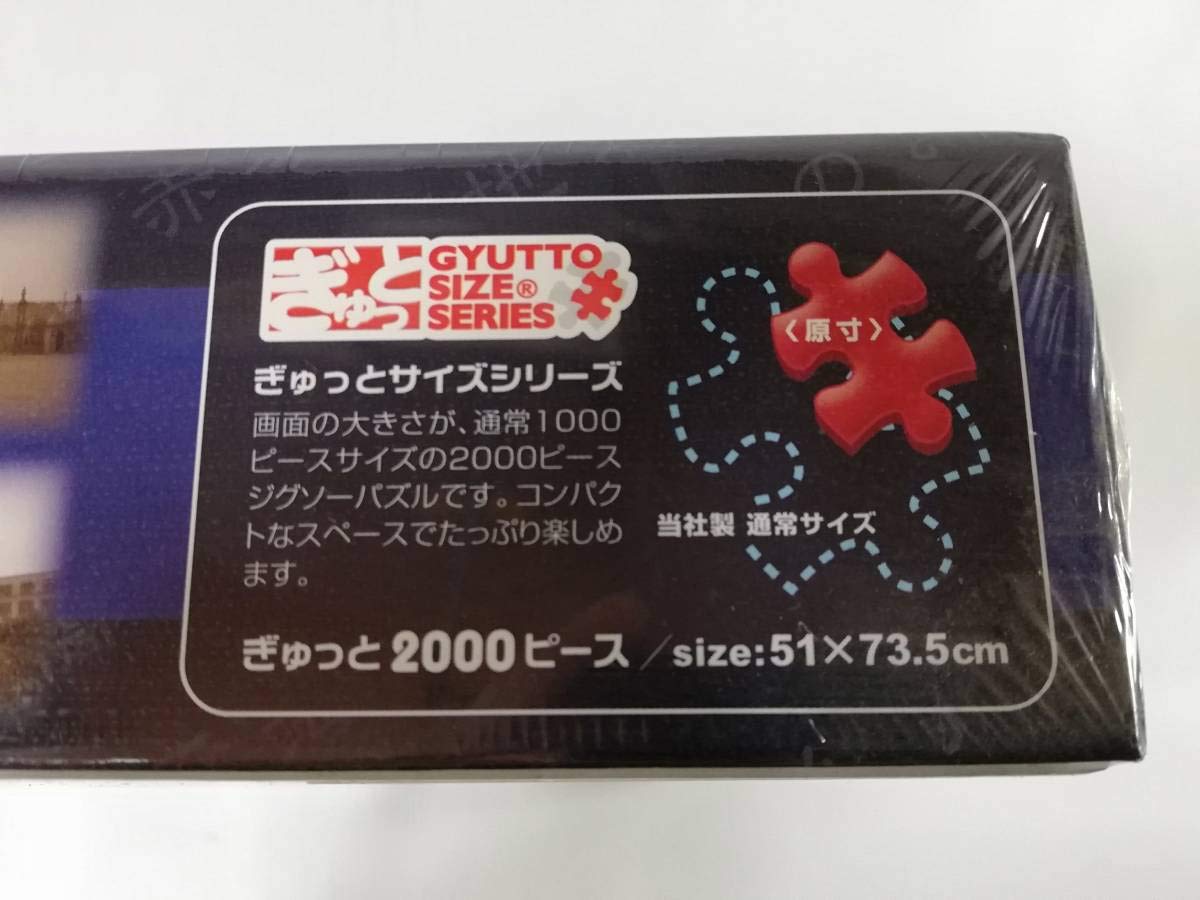 赤
地
の
ぎゅっと
GYUTTO
SIZE®
SERIES
ぎゅっとサイズシリーズ
画面の大きさが、通常1000
ピースサイズの2000ピース
ジグソーパズルです。コンパク
トなスペースでたっぷり楽しめ
ます。
〈原寸〉
当社製 通常サイズ
ぎゅっと2000ピース／size:51×73.5cm